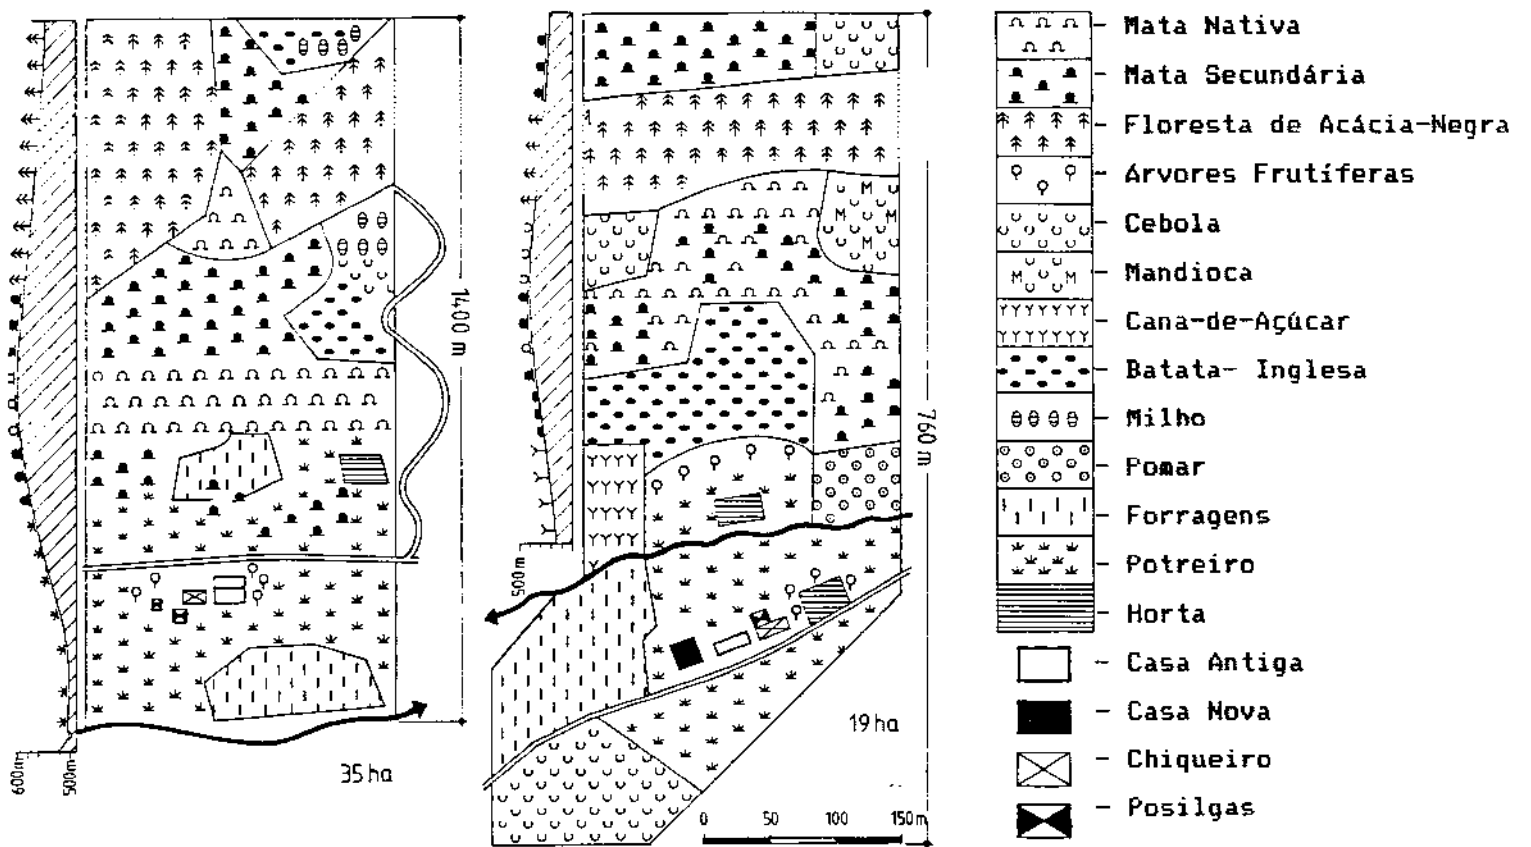 1400 m
600m
500m
35 ha
500m
760 m
19 ha
0 50 100 150 m
- Mata Nativa
- Mata Secundária
- Floresta de Acácia-Negra
- Árvores Frutíferas
- Cebola
- Mandioca
- Cana-de-Açúcar
- Batata- Inglesa
- Milho
- Pomar
- Forragens
- Potreiro
- Horta
- Casa Antiga
- Casa Nova
- Chiqueiro
- Posilgas